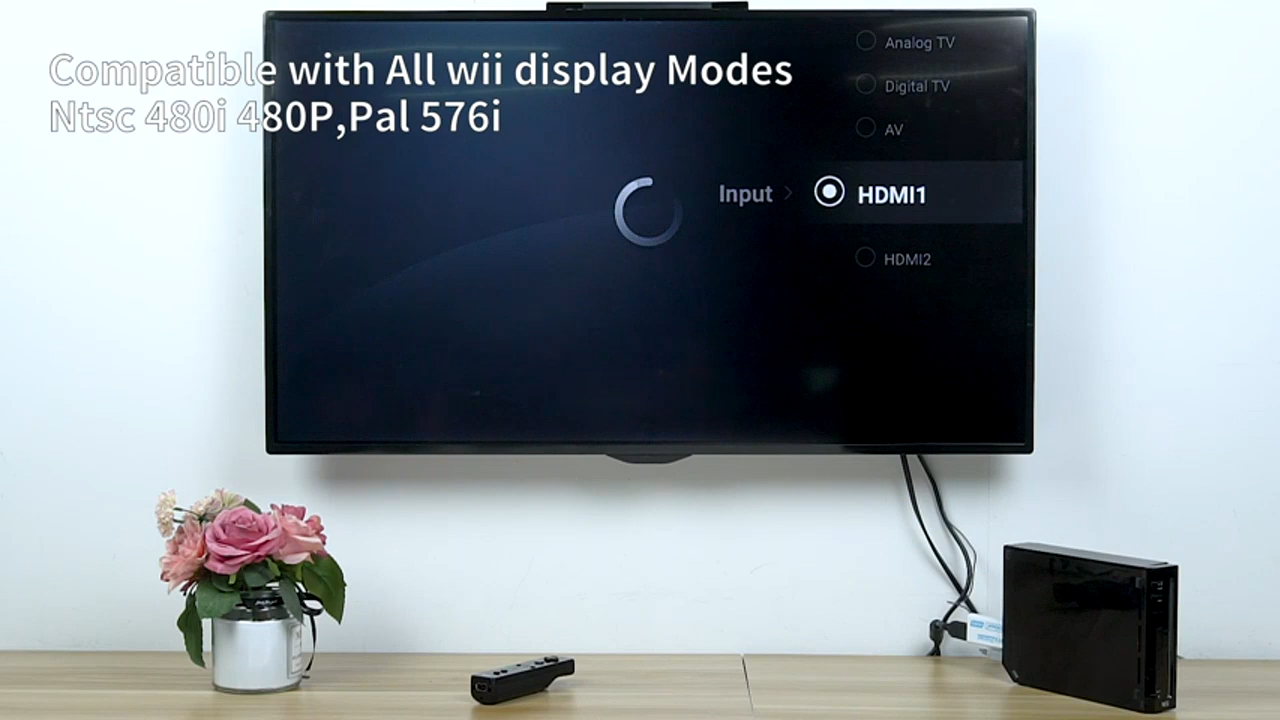 Compatible with All wii display Modes
Ntsc 480i 480P,Pal 576i
Analog TV
Digital TV
AV
Input
HDMI1
HDMI2